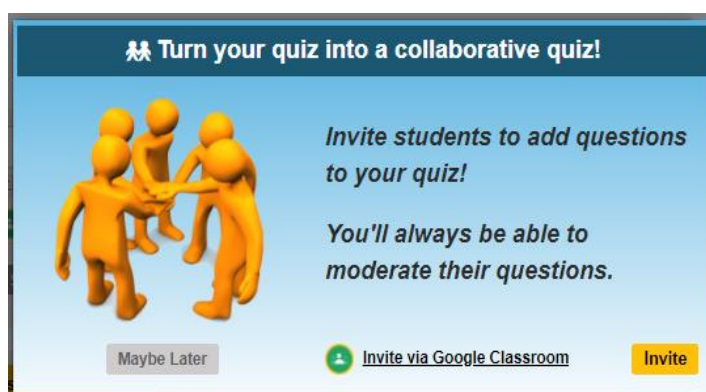 Turn your quiz into a collaborative quiz!
Invite students to add questions
to your quiz!
You'll always be able to
moderate their questions.
Maybe Later
Invite via Google Classroom
Invite